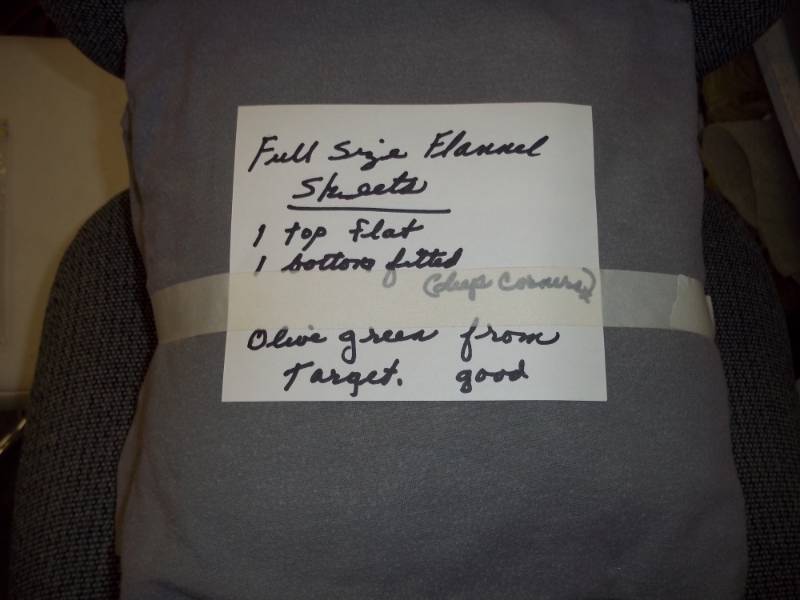 Full Size Flannel
Sheets
1 top flat
1 bottom fitted
(deep corners)
Olive green from
Target. good